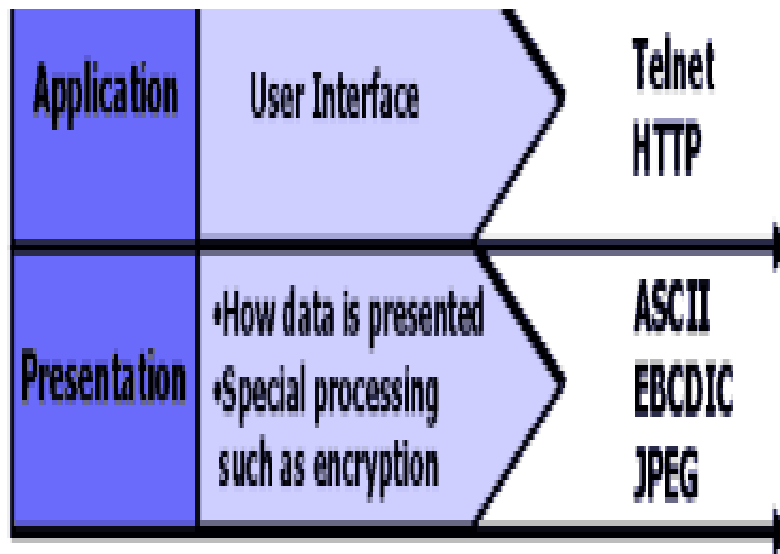 Application
User Interface
Telnet
HTTP
Presentation
•How data is presented
•Special processing
such as encryption
ASCII
EBCDIC
JPEG